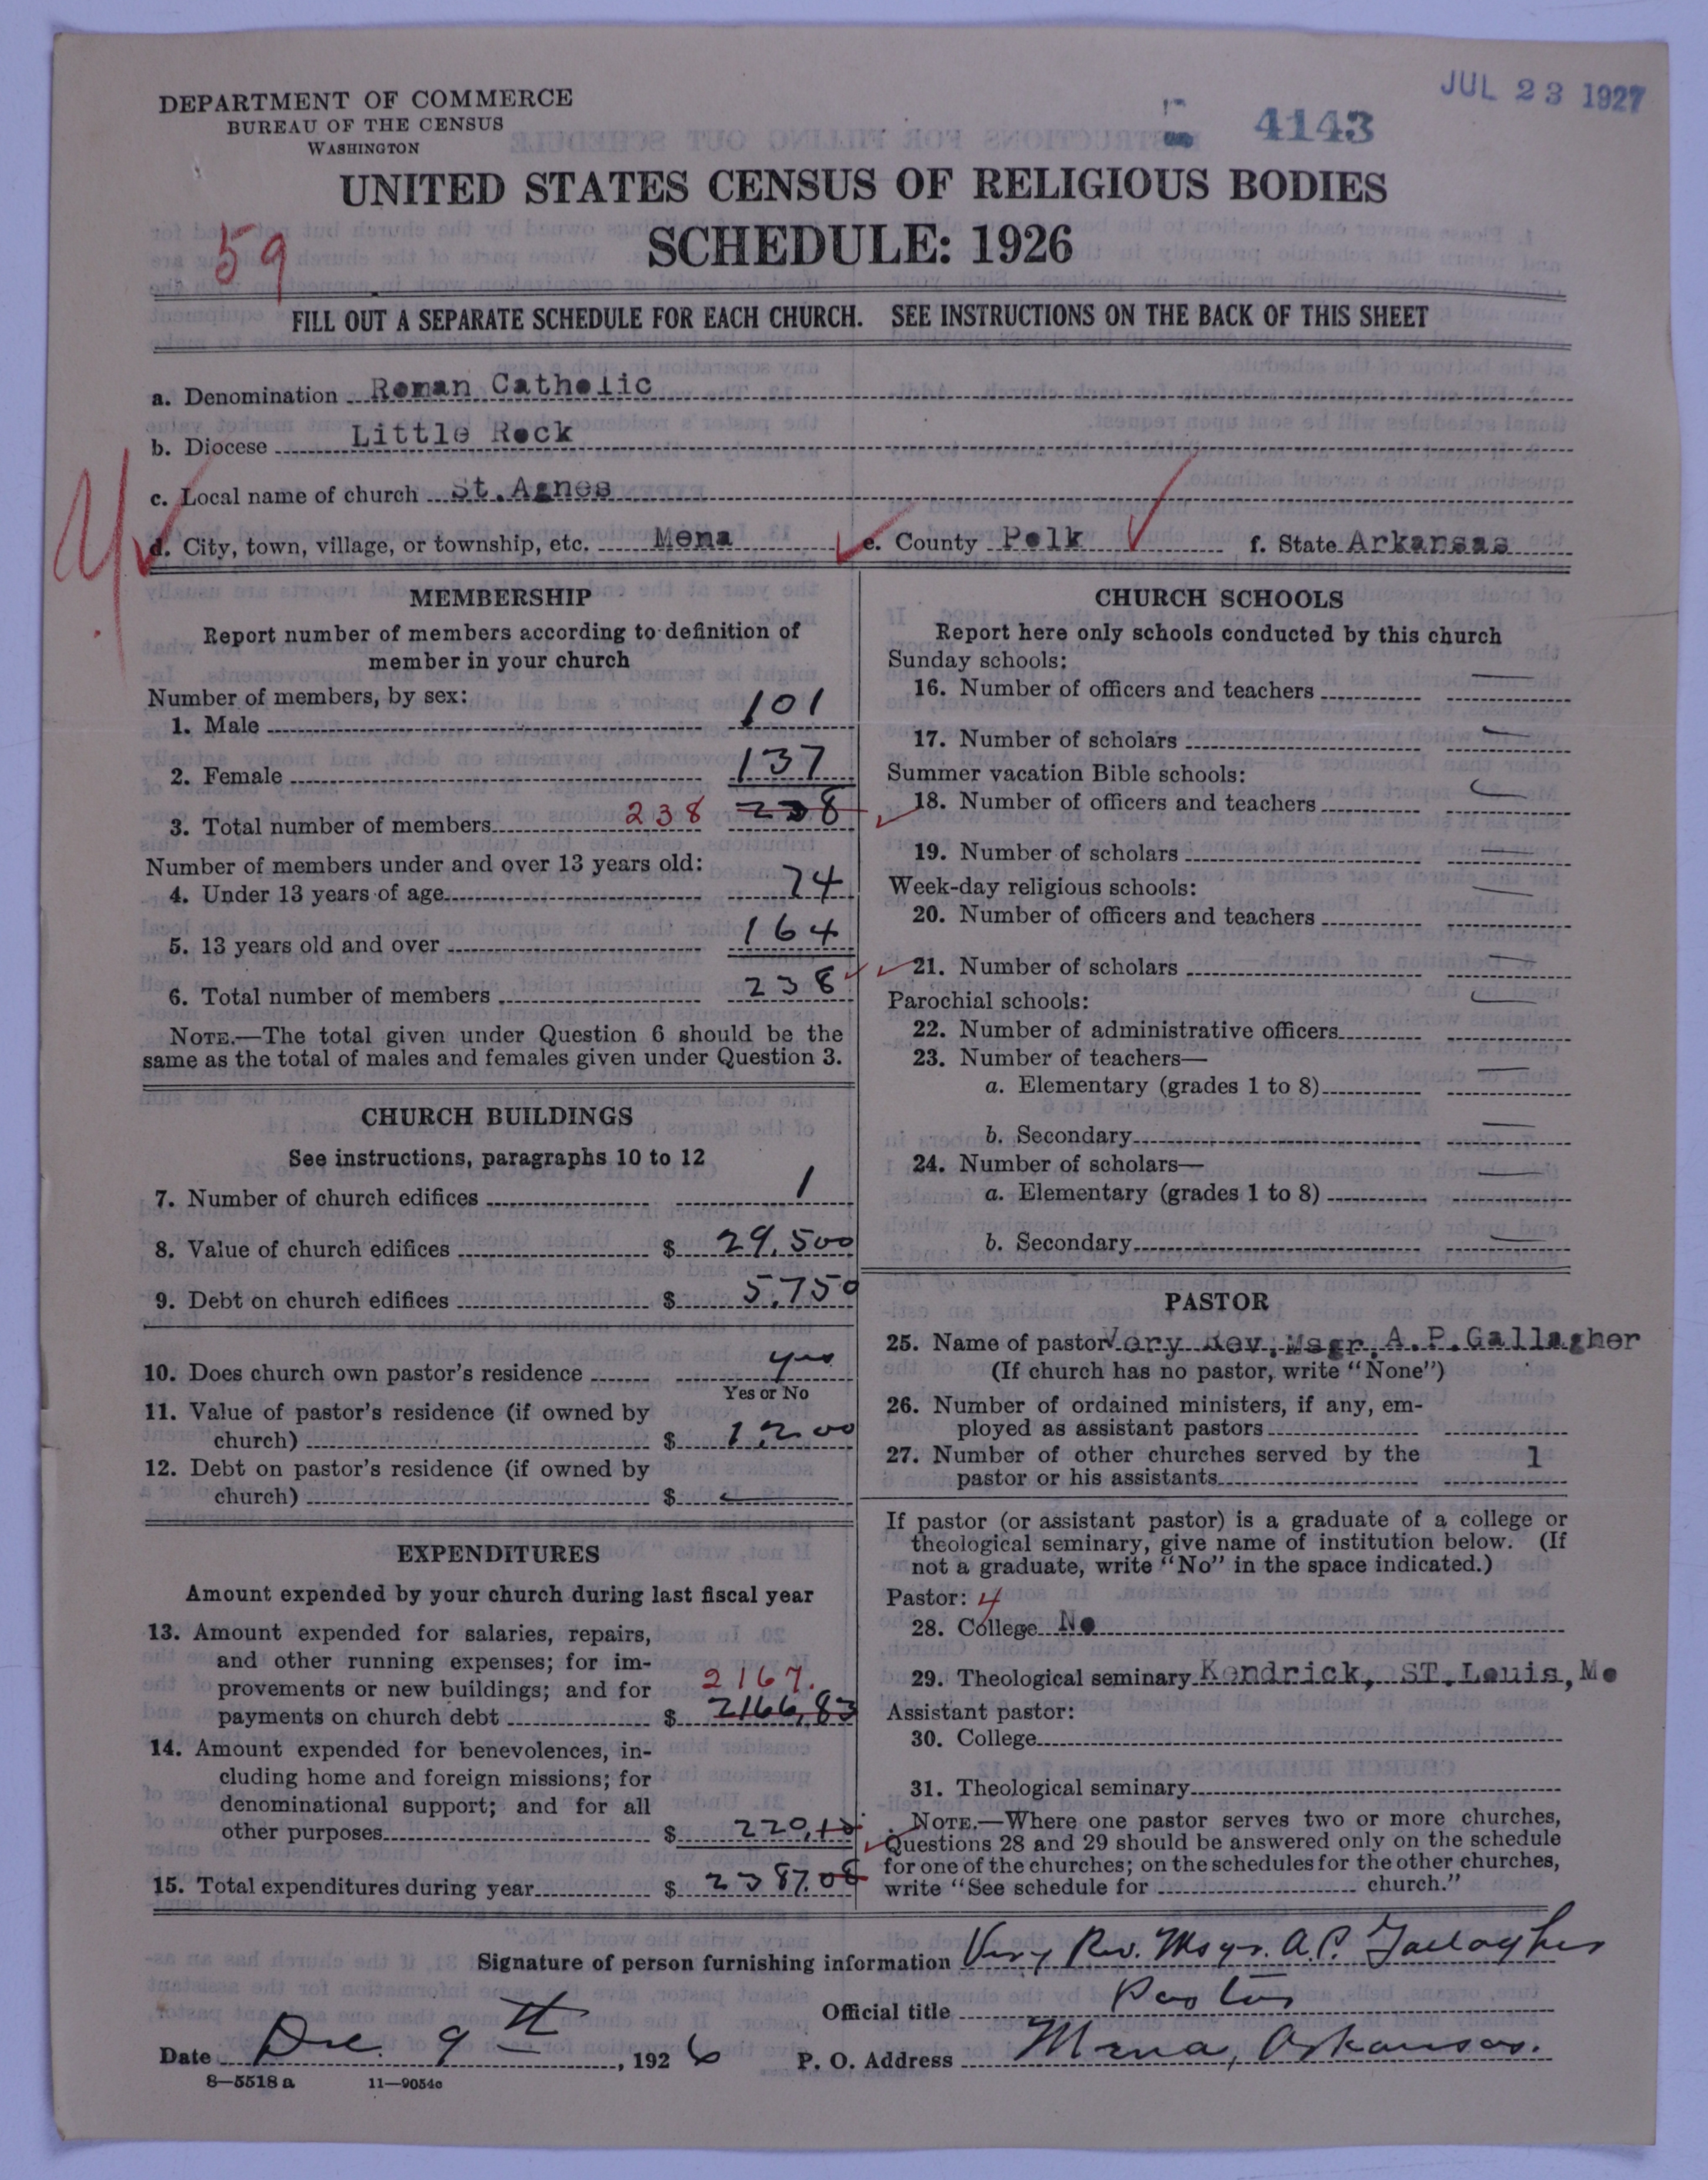 DEPARTMENT OF COMMERCE
BUREAU OF THE CENSUS
WASHINGTON
JUL 23 1927
4143
UNITED STATES CENSUS OF RELIGIOUS BODIES
SCHEDULE: 1926
59
FILL OUT A SEPARATE SCHEDULE FOR EACH CHURCH. SEE INSTRUCTIONS ON THE BACK OF THIS SHEET
a. Denomination Roman Catholic
b. Diocese Little Rock
c. Local name of church St. Agnes
d. City, town, village, or township, etc. Mena e. County Polk f. State Arkansas
MEMBERSHIP
Report number of members according to definition of
member in your church
Number of members, by sex:
1. Male 101
2. Female 137
3. Total number of members 238 238
Number of members under and over 13 years old:
4. Under 13 years of age 74
5. 13 years old and over 164
6. Total number of members 238
NOTE.—The total given under Question 6 should be the
same as the total of males and females given under Question 3.
CHURCH BUILDINGS
See instructions, paragraphs 10 to 12
7. Number of church edifices 1
8. Value of church edifices $ 29,500
9. Debt on church edifices $ 5,750
10. Does church own pastor's residence yes
Yes or No
11. Value of pastor's residence (if owned by
church) $ 1200
12. Debt on pastor's residence (if owned by
church) $ —
EXPENDITURES
Amount expended by your church during last fiscal year
13. Amount expended for salaries, repairs,
and other running expenses; for im-
provements or new buildings; and for 2167.
payments on church debt $ 2166,83
14. Amount expended for benevolences, in-
cluding home and foreign missions; for
denominational support; and for all
other purposes $ 220,
15. Total expenditures during year $ 2387.08
CHURCH SCHOOLS
Report here only schools conducted by this church
Sunday schools:
16. Number of officers and teachers —
17. Number of scholars —
Summer vacation Bible schools:
18. Number of officers and teachers —
19. Number of scholars —
Week-day religious schools:
20. Number of officers and teachers —
21. Number of scholars —
Parochial schools:
22. Number of administrative officers —
23. Number of teachers—
a. Elementary (grades 1 to 8) —
b. Secondary —
24. Number of scholars—
a. Elementary (grades 1 to 8) —
b. Secondary —
PASTOR
25. Name of pastor Very Rev. Msgr. A.P. Gallagher
(If church has no pastor, write "None")
26. Number of ordained ministers, if any, em-
ployed as assistant pastors
27. Number of other churches served by the 1
pastor or his assistants
If pastor (or assistant pastor) is a graduate of a college or
theological seminary, give name of institution below. (If
not a graduate, write "No" in the space indicated.)
Pastor: 4
28. College No
29. Theological seminary Kendrick, ST. Louis, Mo
Assistant pastor:
30. College
31. Theological seminary
NOTE.—Where one pastor serves two or more churches,
Questions 28 and 29 should be answered only on the schedule
for one of the churches; on the schedules for the other churches,
write "See schedule for church."
Signature of person furnishing information Very Rev. Msgr. A.P. Gallagher
Official title Pastor
Date Dec 9th, 1926 P. O. Address Mena, Arkansas.
8—5518 a 11—9054c